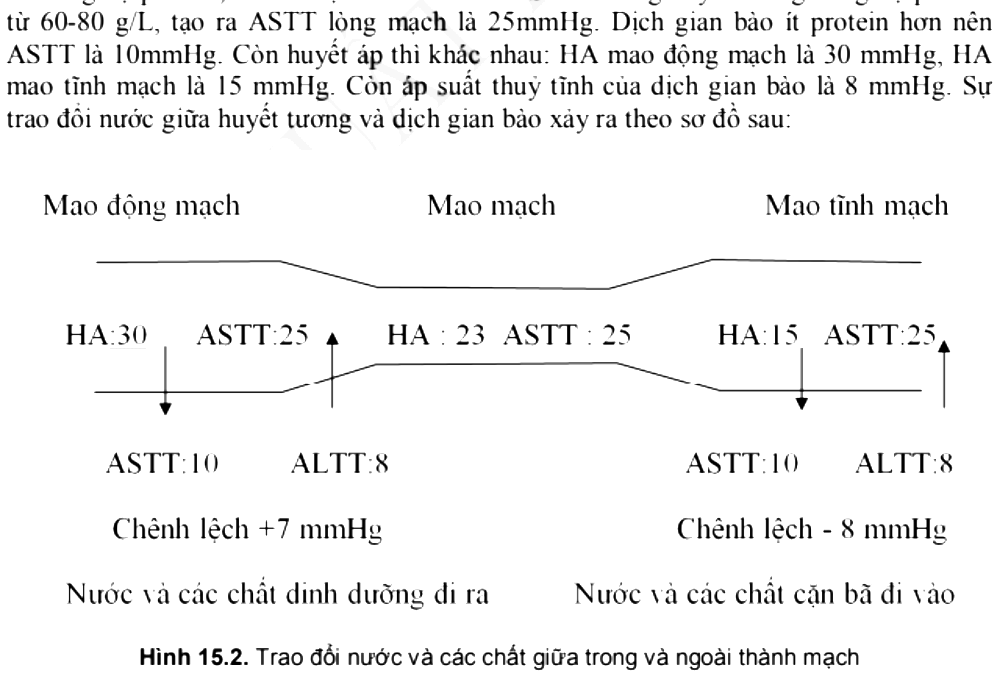 từ 60-80 g/L, tạo ra ASTT lòng mạch là 25mmHg. Dịch gian bào ít protein hơn nên
ASTT là 10mmHg. Còn huyết áp thì khác nhau: HA mao động mạch là 30 mmHg, HA
mao tĩnh mạch là 15 mmHg. Còn áp suất thuỷ tĩnh của dịch gian bào là 8 mmHg. Sự
trao đổi nước giữa huyết tương và dịch gian bào xảy ra theo sơ đồ sau:
Mao động mạch Mao mạch Mao tĩnh mạch
HA:30 ASTT:25 HA : 23 ASTT : 25 HA:15 ASTT:25
ASTT:10 ALTT:8 ASTT:10 ALTT:8
Chênh lệch +7 mmHg Chênh lệch - 8 mmHg
Nước và các chất dinh dưỡng đi ra Nước và các chất cặn bã đi vào
Hình 15.2. Trao đổi nước và các chất giữa trong và ngoài thành mạch